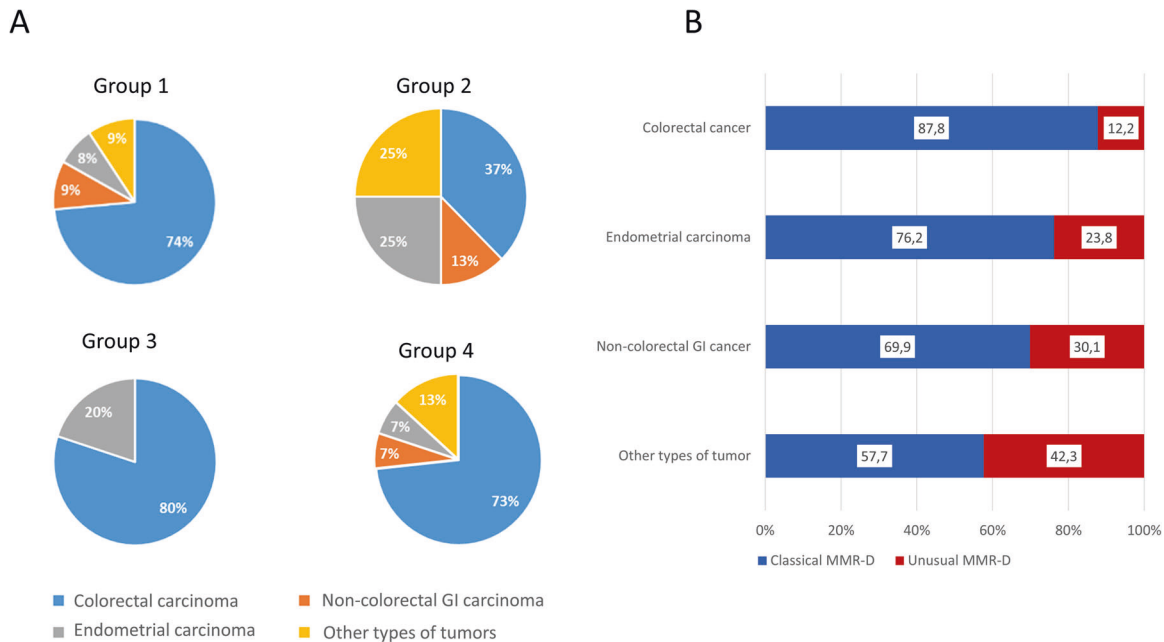 A
Group 1
9%
8%
9%
74%
Group 2
25%
37%
25%
13%
Group 3
20%
80%
Group 4
13%
7%
7%
73%
Colorectal carcinoma
Non-colorectal GI carcinoma
Endometrial carcinoma
Other types of tumors
B
Colorectal cancer 87,8 12,2
Endometrial carcinoma 76,2 23,8
Non-colorectal GI cancer 69,9 30,1
Other types of tumor 57,7 42,3
0% 20% 40% 60% 80% 100%
Classical MMR-D Unusual MMR-D